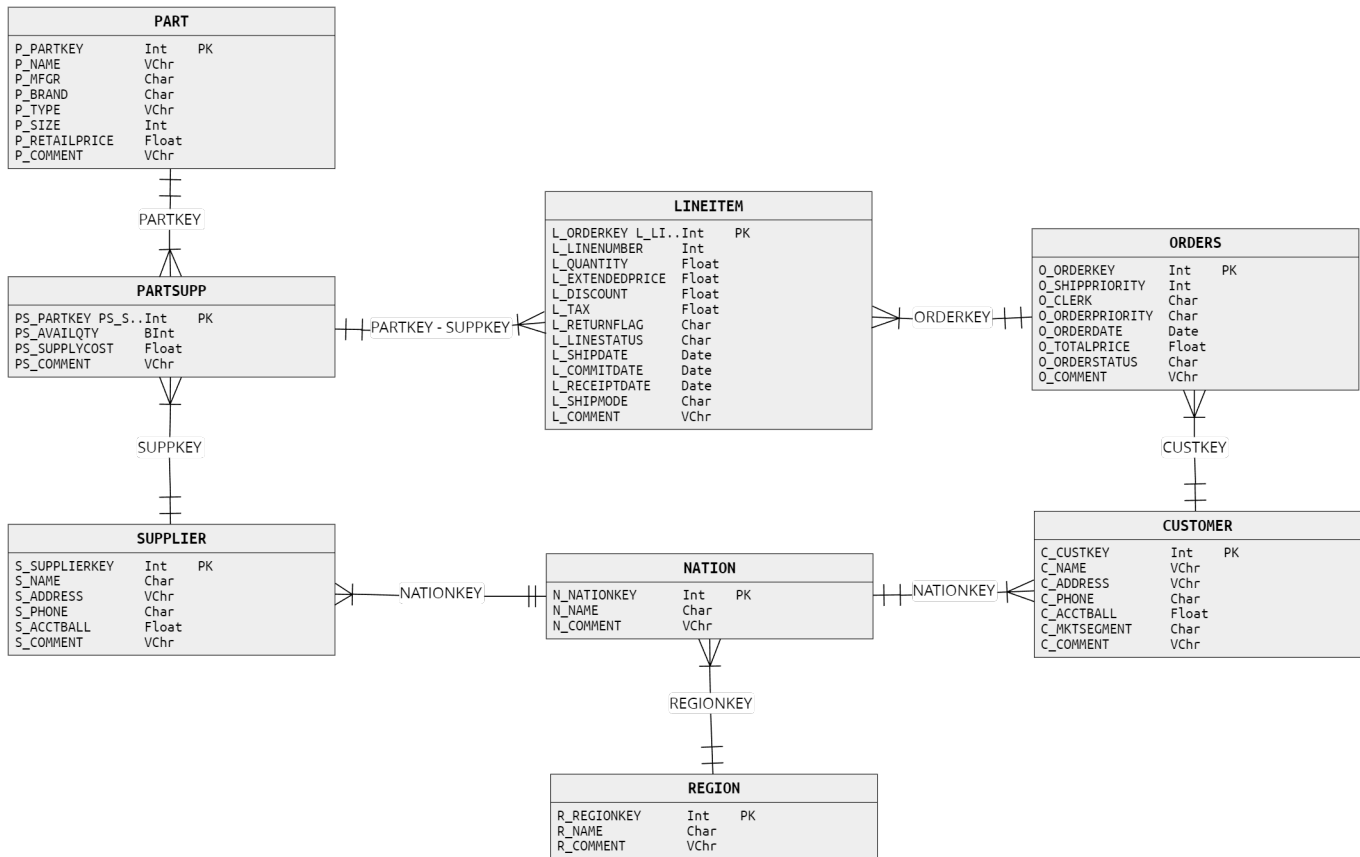 PART
P_PARTKEY Int PK
P_NAME VChr
P_MFGR Char
P_BRAND Char
P_TYPE VChr
P_SIZE Int
P_RETAILPRICE Float
P_COMMENT VChr
PARTKEY
PARTSUPP
PS_PARTKEY PS_S..Int PK
PS_AVAILQTY BInt
PS_SUPPLYCOST Float
PS_COMMENT VChr
PARTKEY - SUPPKEY
LINEITEM
L_ORDERKEY L_LI..Int PK
L_LINENUMBER Int
L_QUANTITY Float
L_EXTENDEDPRICE Float
L_DISCOUNT Float
L_TAX Float
L_RETURNFLAG Char
L_LINESTATUS Char
L_SHIPDATE Date
L_COMMITDATE Date
L_RECEIPTDATE Date
L_SHIPMODE Char
L_COMMENT VChr
ORDERKEY
ORDERS
O_ORDERKEY Int PK
O_SHIPPRIORITY Int
O_CLERK Char
O_ORDERPRIORITY Char
O_ORDERDATE Date
O_TOTALPRICE Float
O_ORDERSTATUS Char
O_COMMENT VChr
SUPPKEY
CUSTKEY
SUPPLIER
S_SUPPLIERKEY Int PK
S_NAME Char
S_ADDRESS VChr
S_PHONE Char
S_ACCTBALL Float
S_COMMENT VChr
NATIONKEY
NATION
N_NATIONKEY Int PK
N_NAME Char
N_COMMENT VChr
NATIONKEY
CUSTOMER
C_CUSTKEY Int PK
C_NAME VChr
C_ADDRESS VChr
C_PHONE Char
C_ACCTBALL Float
C_MKTSEGMENT Char
C_COMMENT VChr
REGIONKEY
REGION
R_REGIONKEY Int PK
R_NAME Char
R_COMMENT VChr